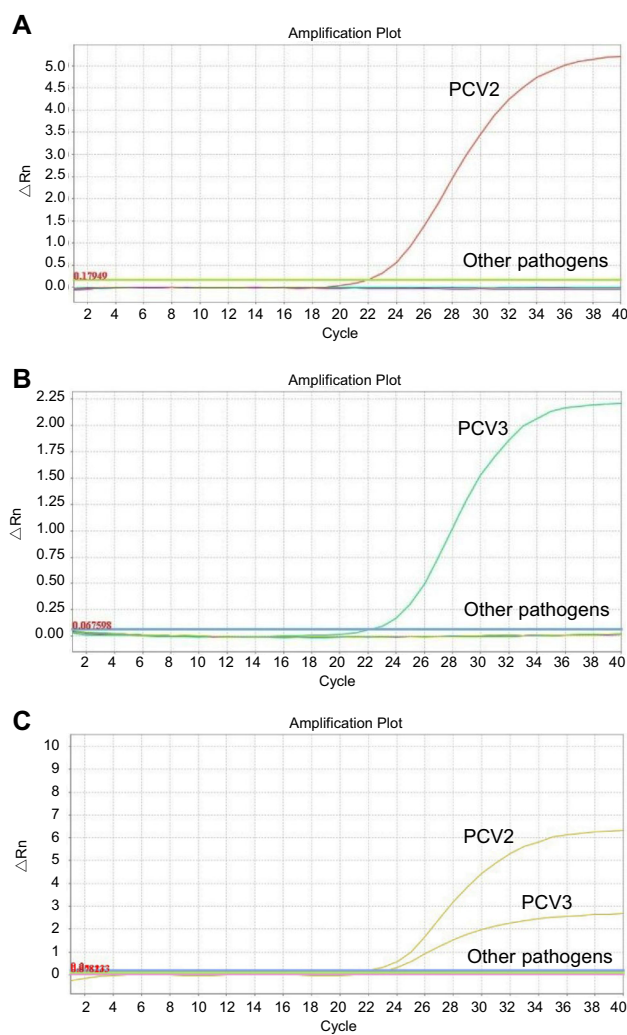 A
Amplification Plot
5.0
4.5
4.0
3.5
3.0
2.5
2.0
1.5
1.0
0.5
0.0
△Rn
PCV2
Other pathogens
0.17949
2 4 6 8 10 12 14 16 18 20 22 24 26 28 30 32 34 36 38 40
Cycle
B
Amplification Plot
2.25
2.00
1.75
1.50
1.25
1.00
0.75
0.50
0.25
0.00
△Rn
PCV3
Other pathogens
0.067598
2 4 6 8 10 12 14 16 18 20 22 24 26 28 30 32 34 36 38 40
Cycle
C
Amplification Plot
10
9
8
7
6
5
4
3
2
1
0
△Rn
PCV2
PCV3
Other pathogens
2 4 6 8 10 12 14 16 18 20 22 24 26 28 30 32 34 36 38 40
Cycle